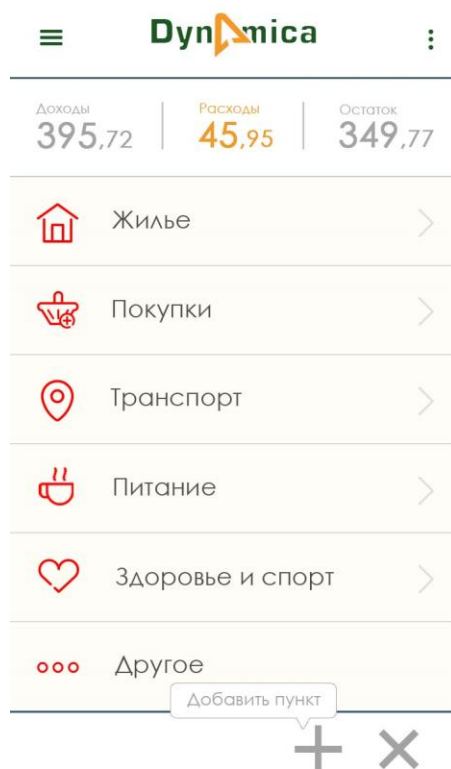 Dynamica
Доходы Расходы Остаток
395,72 45,95 349,77
Жилье
Покупки
Транспорт
Питание
Здоровье и спорт
Другое
Добавить пункт